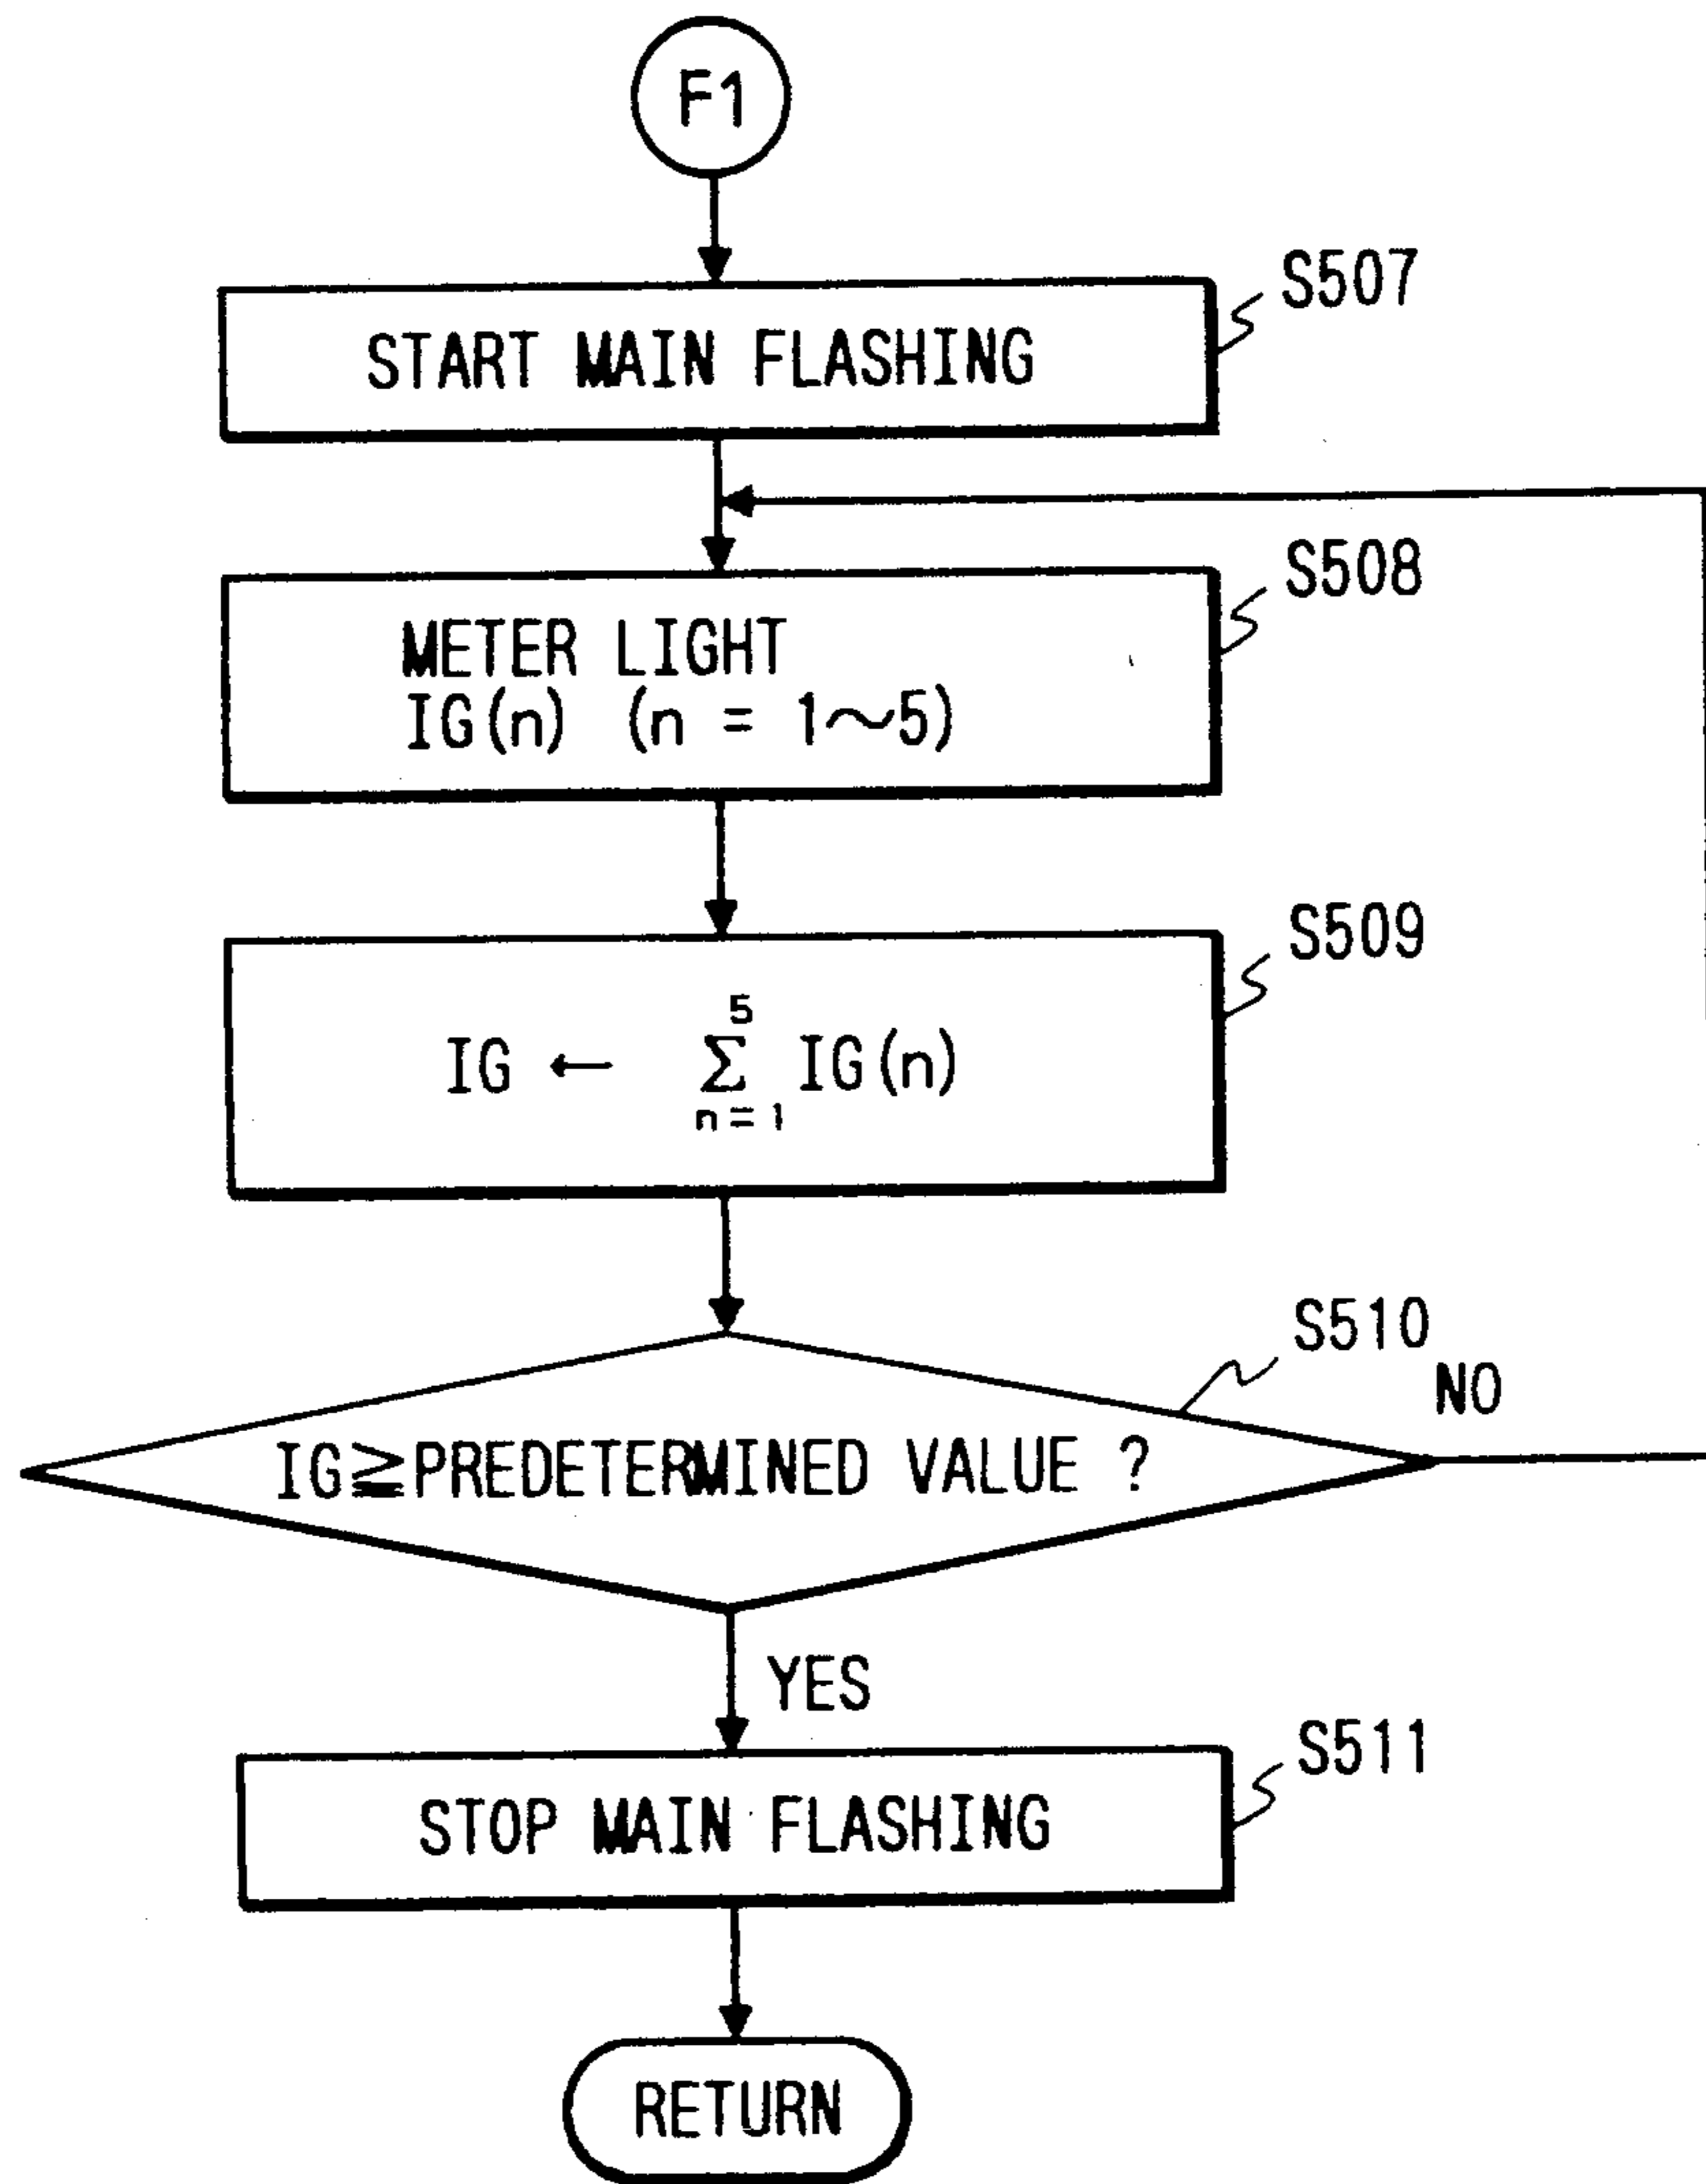 F1
S507
START MAIN FLASHING
S508
METER LIGHT
IG(n) (n = 1～5)
S509
5
IG ← Σ IG(n)
n=1
S510
NO
IG≧PREDETERMINED VALUE ?
YES
S511
STOP MAIN FLASHING
RETURN